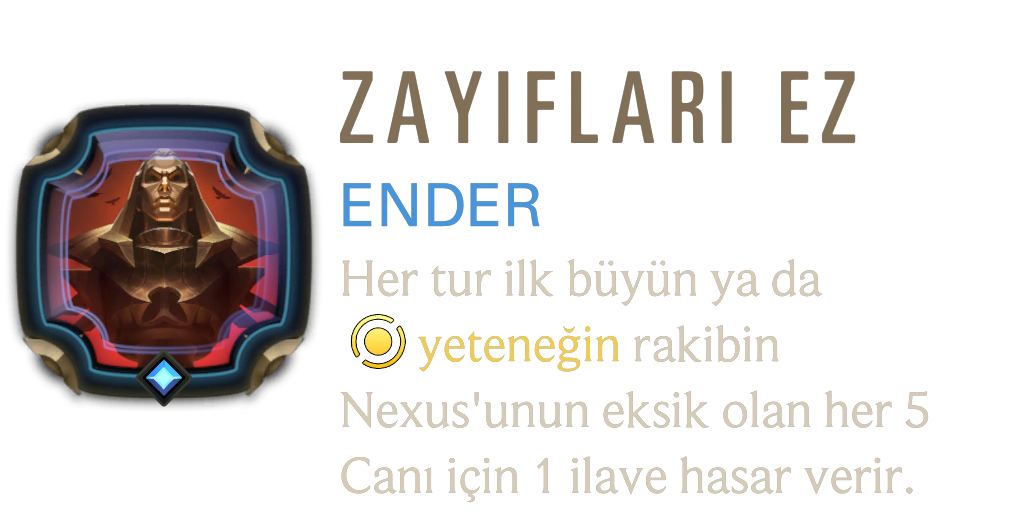 ZAYIFLARI EZ
ENDER
Her tur ilk büyün ya da
yeteneğin rakibin
Nexus'unun eksik olan her 5
Canı için 1 ilave hasar verir.